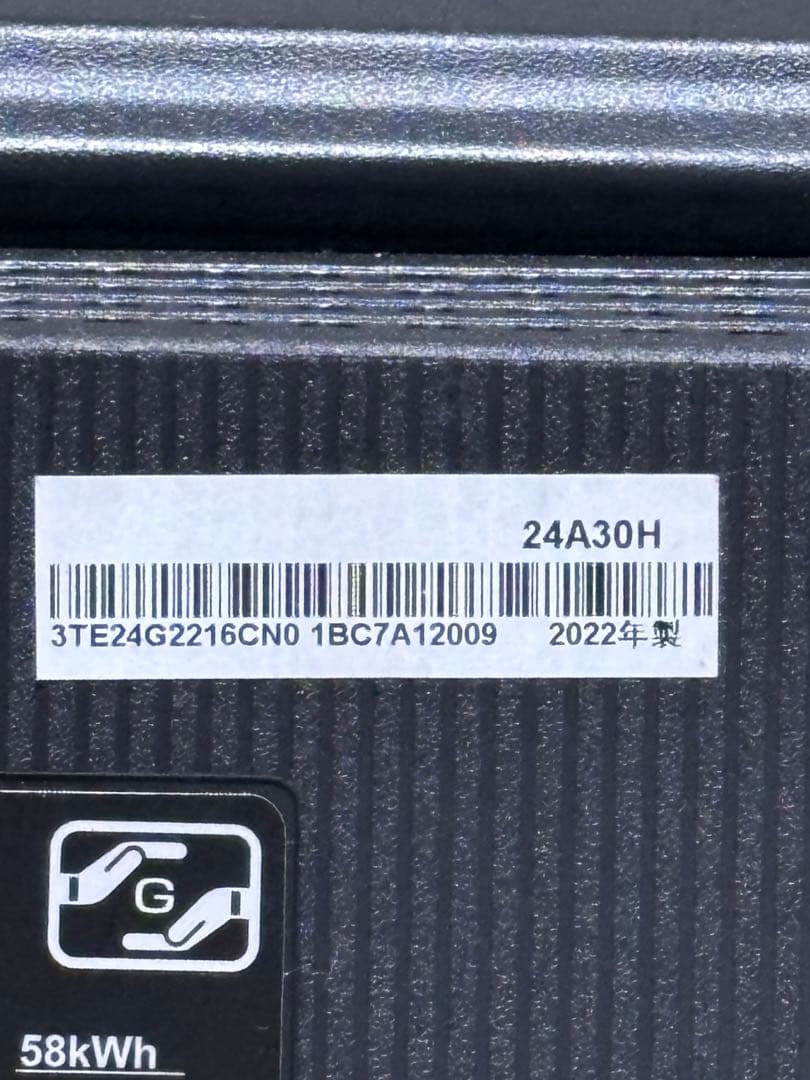 24A30H
3TE24G2216CN0 1BC7A12009 2022年製
G
58kWh